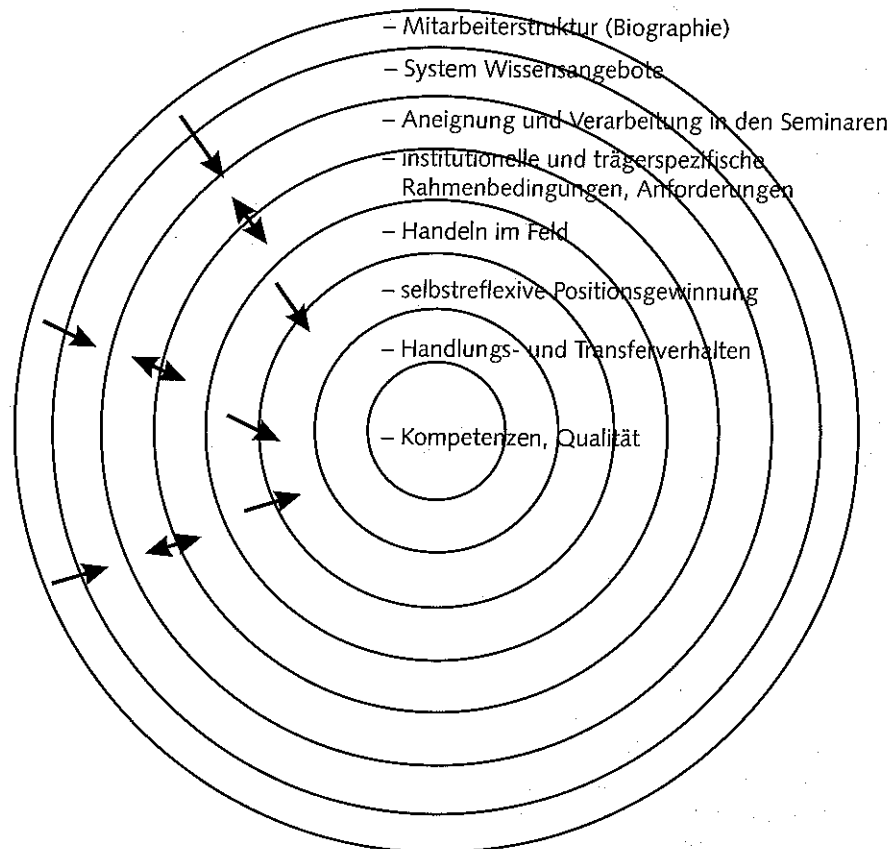 – Mitarbeiterstruktur (Biographie)
– System Wissensangebote
– Aneignung und Verarbeitung in den Seminaren
– institutionelle und trägerspezifische
Rahmenbedingungen, Anforderungen
– Handeln im Feld
– selbstreflexive Positionsgewinnung
– Handlungs- und Transferverhalten
– Kompetenzen, Qualität